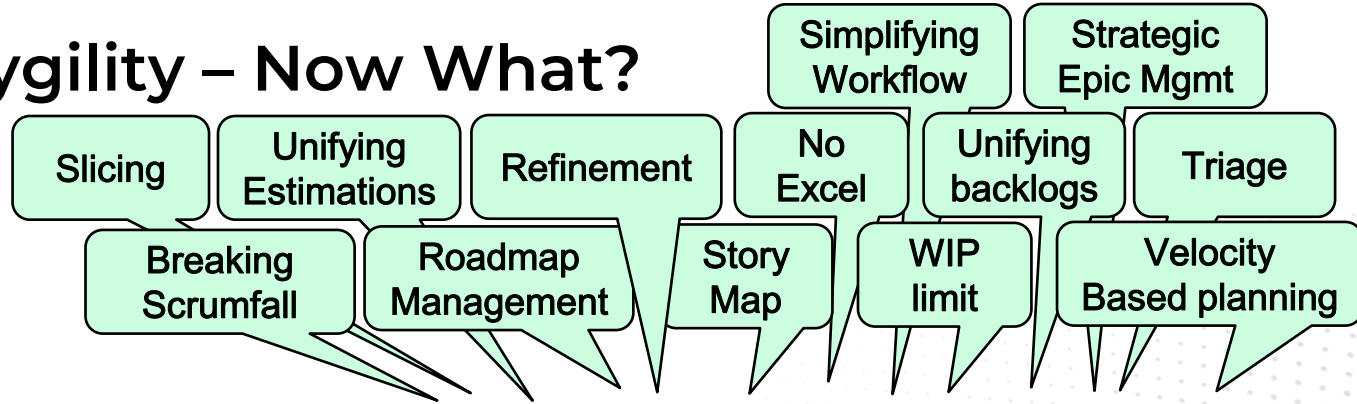 ygility – Now What?
Simplifying
Workflow
Strategic
Epic Mgmt
Slicing
Unifying
Estimations
Refinement
No
Excel
Unifying
backlogs
Triage
Breaking
Scrumfall
Roadmap
Management
Story
Map
WIP
limit
Velocity
Based planning